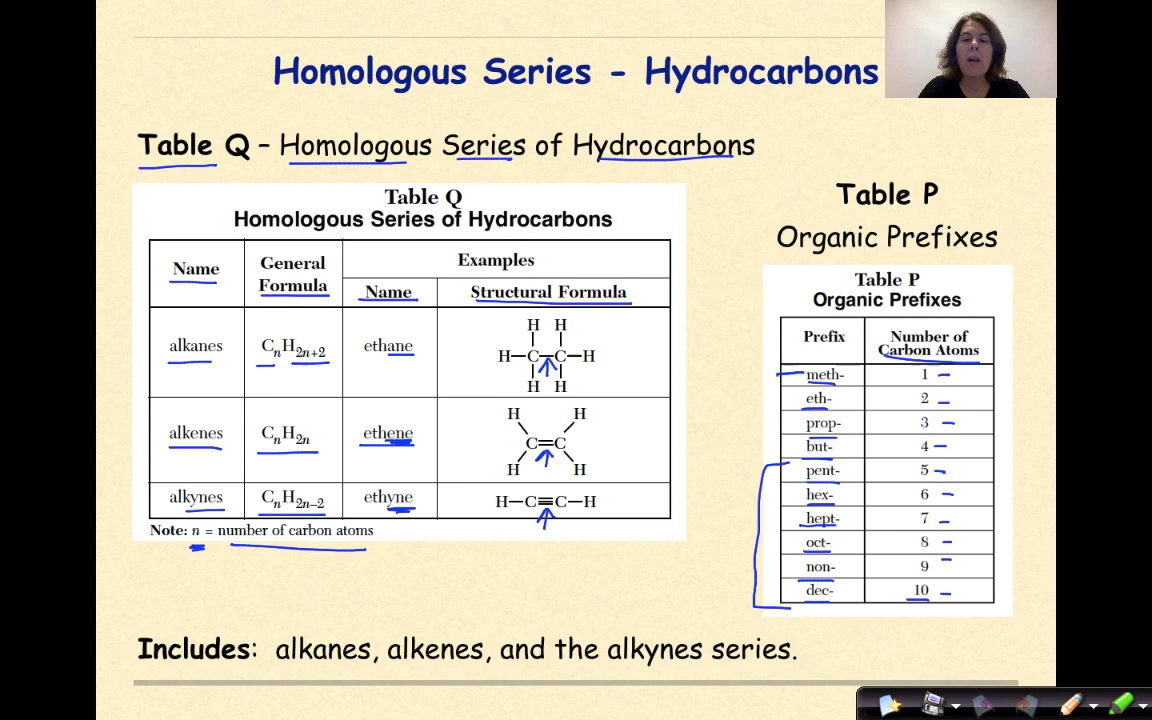 Homologous Series - Hydrocarbons
Table Q – Homologous Series of Hydrocarbons
Table Q
Homologous Series of Hydrocarbons
Name
General Formula
Examples
Name
Structural Formula
alkanes
CnH2n+2
ethane
H H
H–C–C–H
H H
alkenes
CnH2n
ethene
H H
C=C
H H
alkynes
CnH2n–2
ethyne
H–C≡C–H
Note: n = number of carbon atoms
Table P
Organic Prefixes
Table P
Organic Prefixes
Prefix
Number of
Carbon Atoms
meth- 1
eth- 2
prop- 3
but- 4
pent- 5
hex- 6
hept- 7
oct- 8
non- 9
dec- 10
Includes: alkanes, alkenes, and the alkynes series.